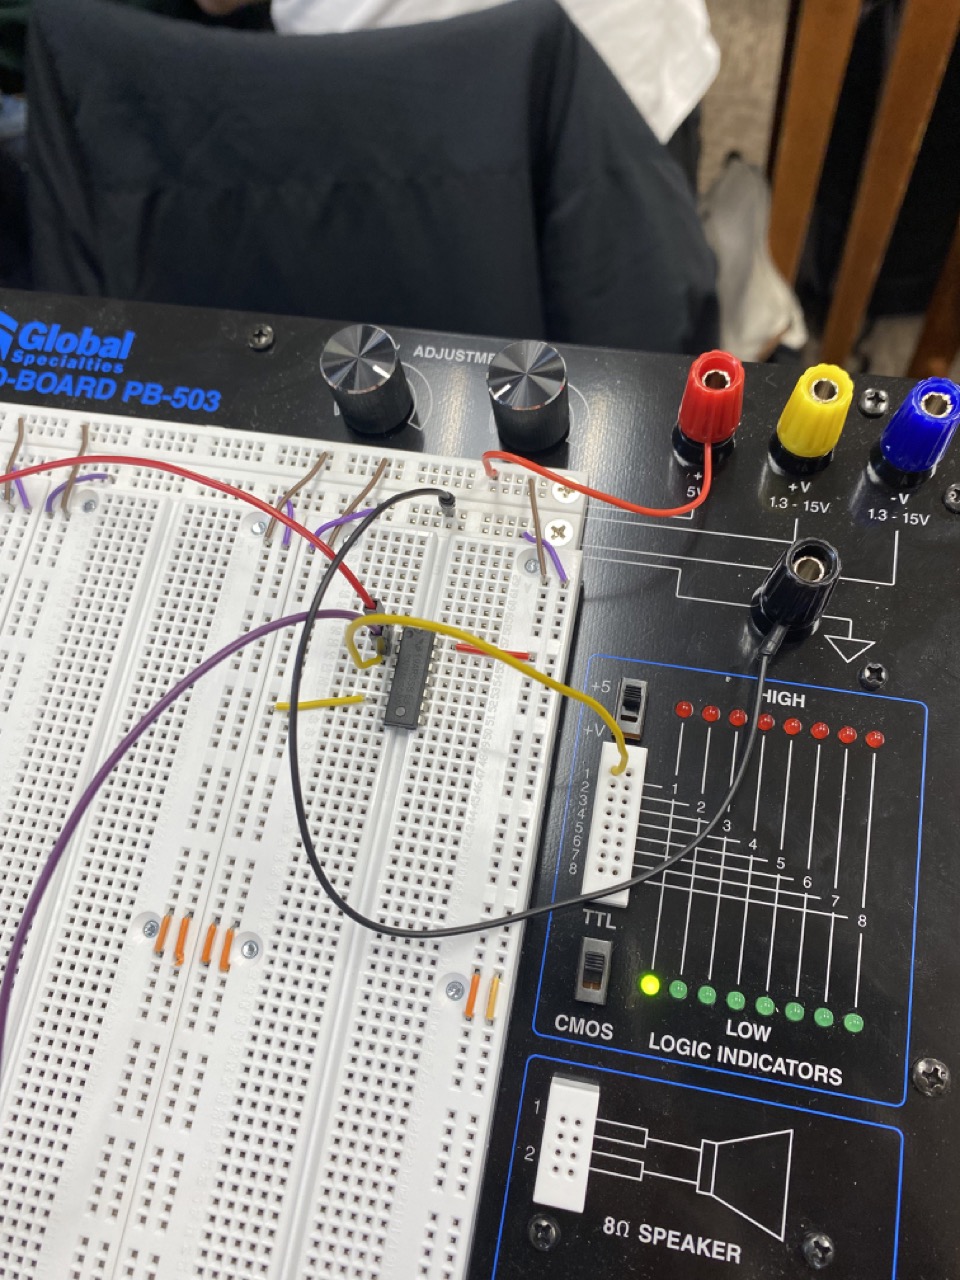 Global
Specialties
O-BOARD PB-503
ADJUSTME
+
5V
+V
1.3 - 15V
-V
1.3 - 15V
+5
+V
HIGH
1
2
3
4
5
6
7
8
1
2
3
4
5
6
7
8
TTL
CMOS
LOW
LOGIC INDICATORS
1
2
8Ω SPEAKER